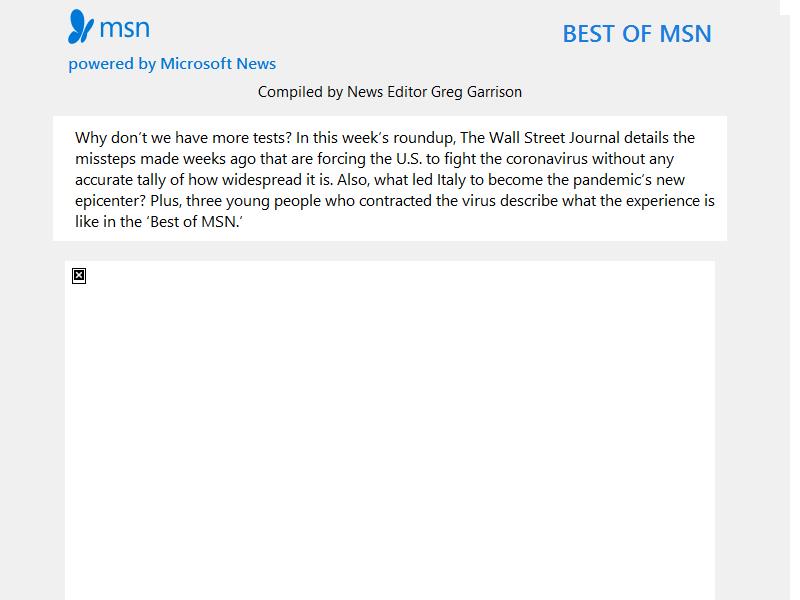 msn
BEST OF MSN
powered by Microsoft News
Compiled by News Editor Greg Garrison
Why don’t we have more tests? In this week’s roundup, The Wall Street Journal details the
missteps made weeks ago that are forcing the U.S. to fight the coronavirus without any
accurate tally of how widespread it is. Also, what led Italy to become the pandemic’s new
epicenter? Plus, three young people who contracted the virus describe what the experience is
like in the ‘Best of MSN.’